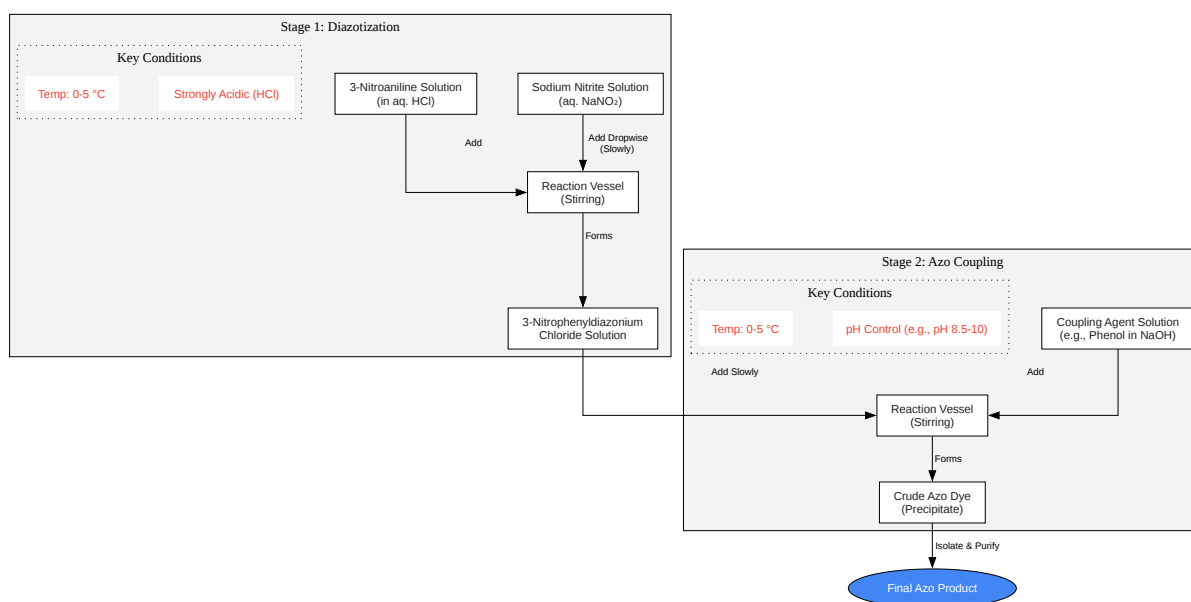 Stage 1: Diazotization
Key Conditions
Temp: 0-5 °C
Strongly Acidic (HCl)
3-Nitroaniline Solution
(in aq. HCl)
Sodium Nitrite Solution
(aq. NaNO₂)
Add
Add Dropwise
(Slowly)
Reaction Vessel
(Stirring)
Forms
3-Nitrophenyldiazonium
Chloride Solution
Stage 2: Azo Coupling
Key Conditions
Temp: 0-5 °C
pH Control (e.g., pH 8.5-10)
Coupling Agent Solution
(e.g., Phenol in NaOH)
Add Slowly
Add
Reaction Vessel
(Stirring)
Forms
Crude Azo Dye
(Precipitate)
Isolate & Purify
Final Azo Product